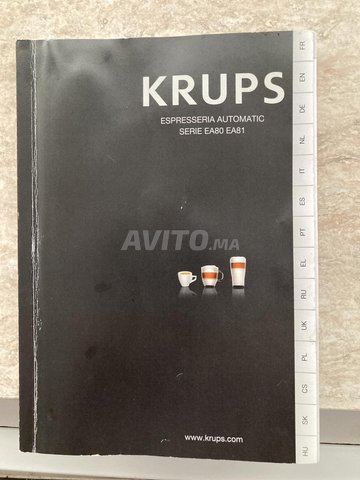 KRUPS
ESPRESSERIA AUTOMATIC
SERIE EA80 EA81
AVITO.MA
www.krups.com
FR
EN
DE
NL
IT
ES
PT
EL
RU
UK
PL
CS
SK
HU